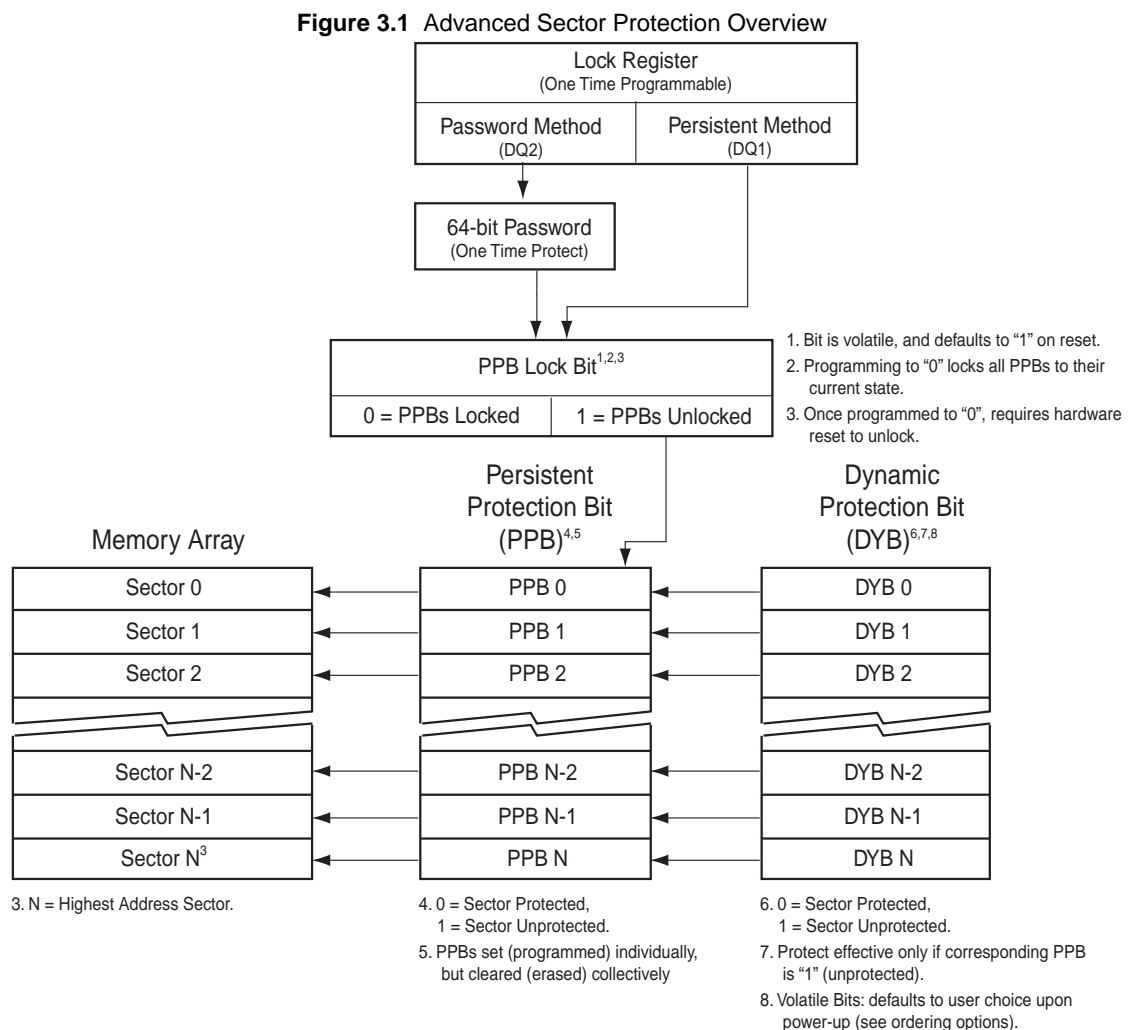 Figure 3.1 Advanced Sector Protection Overview
Lock Register
(One Time Programmable)
Password Method
(DQ2)
Persistent Method
(DQ1)
64-bit Password
(One Time Protect)
PPB Lock Bit1,2,3
0 = PPBs Locked
1 = PPBs Unlocked
1. Bit is volatile, and defaults to “1” on reset.
2. Programming to “0” locks all PPBs to their
current state.
3. Once programmed to “0”, requires hardware
reset to unlock.
Memory Array
Persistent
Protection Bit
(PPB)4,5
Dynamic
Protection Bit
(DYB)6,7,8
Sector 0
PPB 0
DYB 0
Sector 1
PPB 1
DYB 1
Sector 2
PPB 2
DYB 2
Sector N-2
PPB N-2
DYB N-2
Sector N-1
PPB N-1
DYB N-1
Sector N3
PPB N
DYB N
3. N = Highest Address Sector.
4. 0 = Sector Protected,
1 = Sector Unprotected.
5. PPBs set (programmed) individually,
but cleared (erased) collectively
6. 0 = Sector Protected,
1 = Sector Unprotected.
7. Protect effective only if corresponding PPB
is “1” (unprotected).
8. Volatile Bits: defaults to user choice upon
power-up (see ordering options).